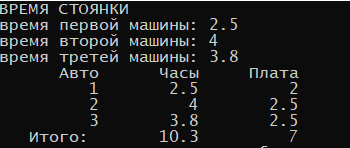 ВРЕМЯ СТОЯНКИ
время первой машины: 2.5
время второй машины: 4
время третей машины: 3.8
Авто Часы Плата
1 2.5 2
2 4 2.5
3 3.8 2.5
Итого: 10.3 7